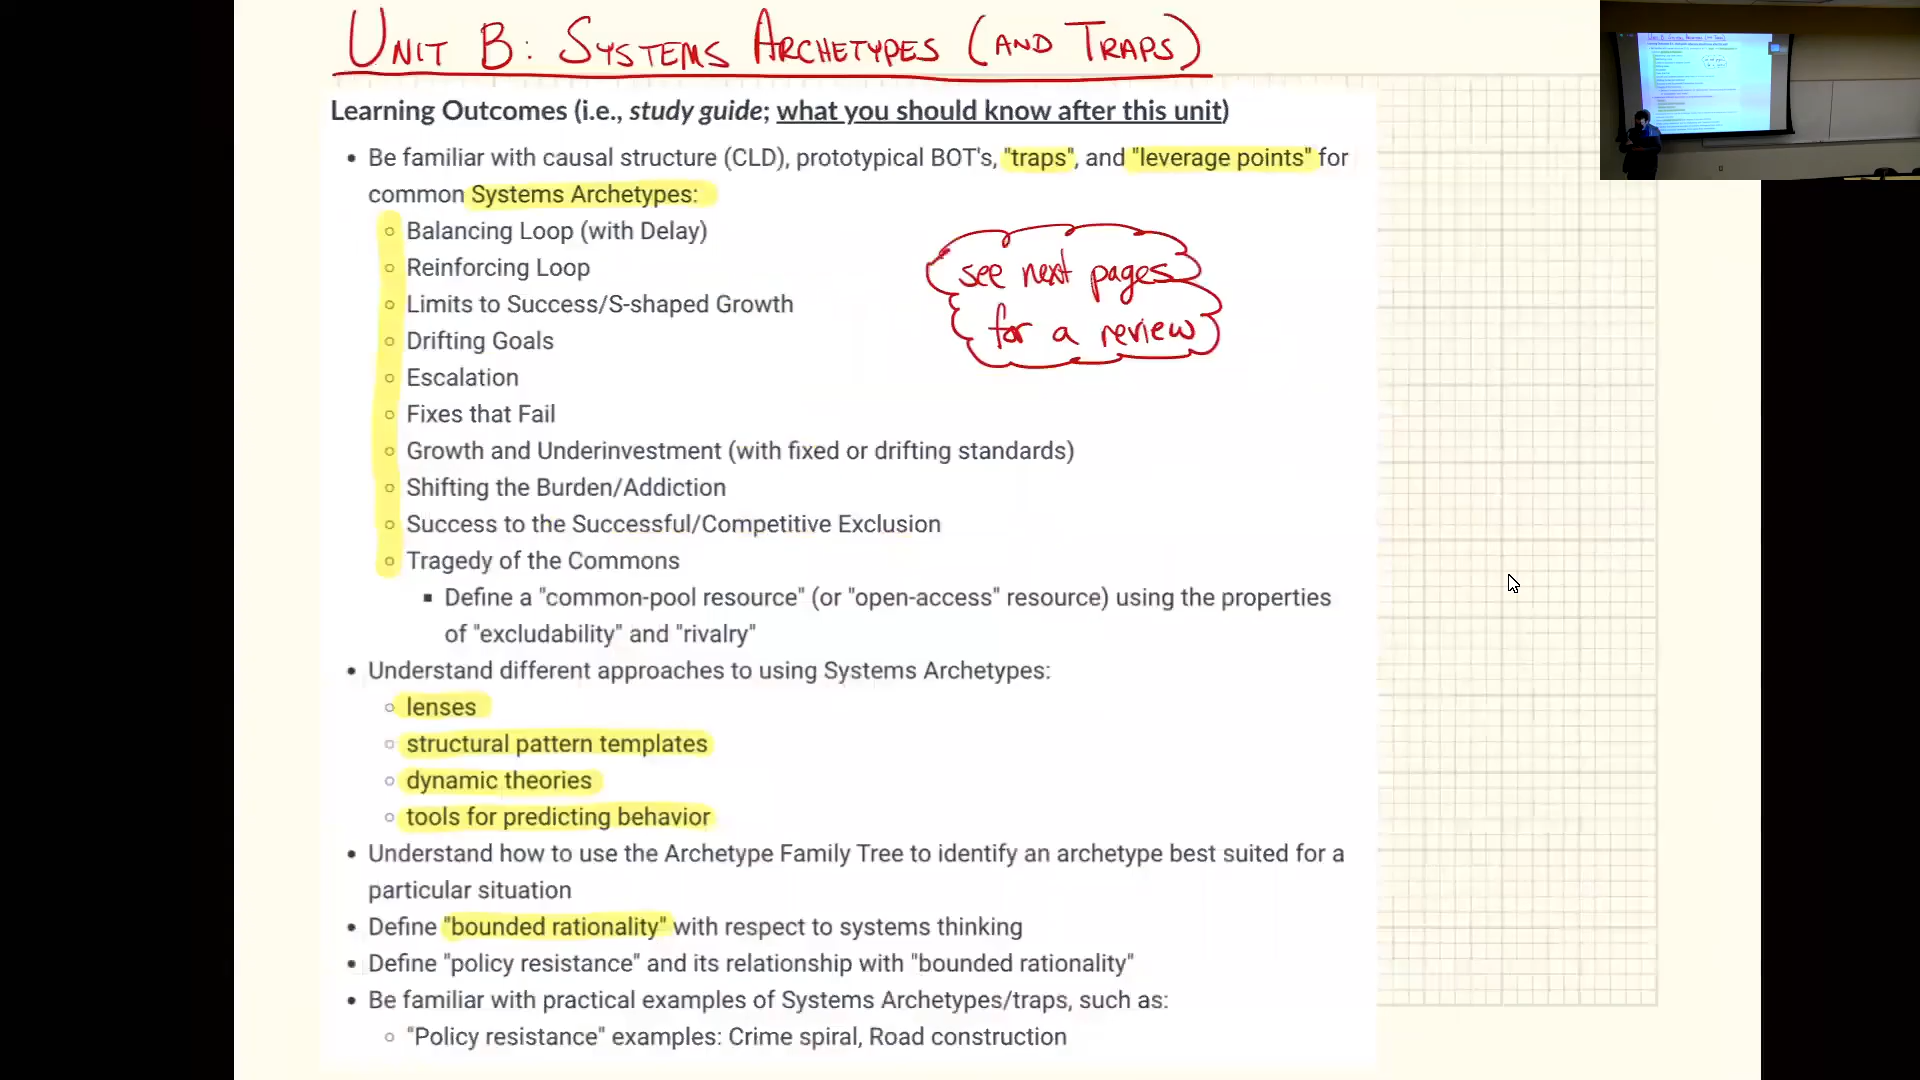 UNIT B: SYSTEMS ARCHETYPES (AND TRAPS)
Learning Outcomes (i.e., study guide; what you should know after this unit)
• Be familiar with causal structure (CLD), prototypical BOT's, "traps", and "leverage points" for
common Systems Archetypes:
○ Balancing Loop (with Delay)
○ Reinforcing Loop
○ Limits to Success/S-shaped Growth
○ Drifting Goals
○ Escalation
○ Fixes that Fail
○ Growth and Underinvestment (with fixed or drifting standards)
○ Shifting the Burden/Addiction
○ Success to the Successful/Competitive Exclusion
○ Tragedy of the Commons
▪ Define a "common-pool resource" (or "open-access" resource) using the properties
of "excludability" and "rivalry"
see next pages
for a review
• Understand different approaches to using Systems Archetypes:
○ lenses
○ structural pattern templates
○ dynamic theories
○ tools for predicting behavior
• Understand how to use the Archetype Family Tree to identify an archetype best suited for a
particular situation
• Define "bounded rationality" with respect to systems thinking
• Define "policy resistance" and its relationship with "bounded rationality"
• Be familiar with practical examples of Systems Archetypes/traps, such as:
○ "Policy resistance" examples: Crime spiral, Road construction